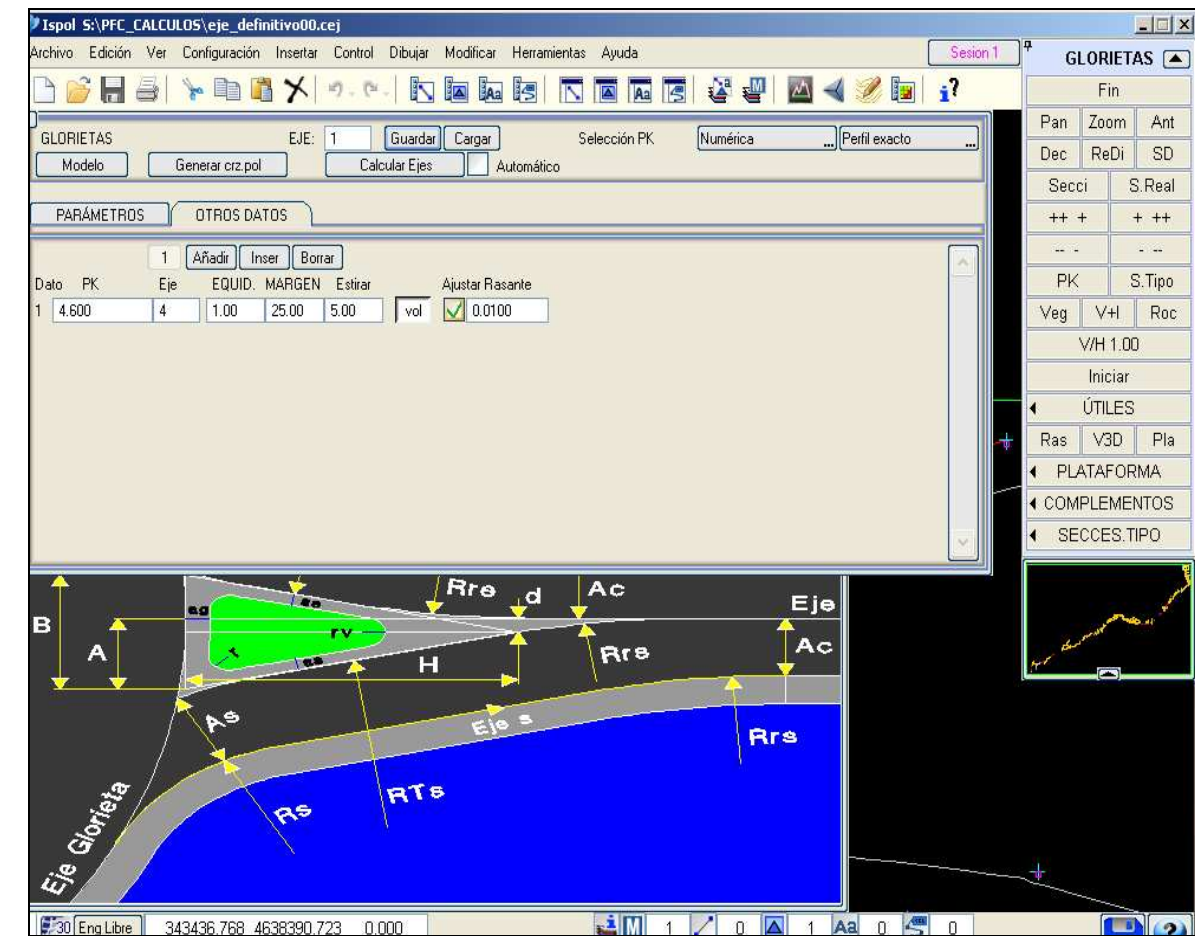 Ispol S:\PFC_CALCULOS\eje_definitivo00.cej
Archivo Edición Ver Configuración Insertar Control Dibujar Modificar Herramientas Ayuda Sesion 1
GLORIETAS
Fin
Pan Zoom Ant
Dec ReDi SD
Secci S.Real
++ + + ++
-- - - --
PK S.Tipo
Veg V+I Roc
V/H 1.00
Iniciar
ÚTILES
Ras V3D Pla
PLATAFORMA
COMPLEMENTOS
SECCES.TIPO
GLORIETAS EJE: 1 Guardar Cargar Selección PK Numérica ... Perfil exacto ...
Modelo Generar crz.pol Calcular Ejes Automático
PARÁMETROS OTROS DATOS
1 Añadir Inser Borrar
Dato PK Eje EQUID. MARGEN Estirar Ajustar Rasante
1 4.600 4 1.00 25.00 5.00 vol 0.0100
Rre d Ac Eje
B A r rv H Rrs Ac
As Eje s Rrs
Rs RTs
Eje Glorieta
30 Eng Libre 343436.768 4638390.723 0.000 M 1 0 1 Aa 0 0